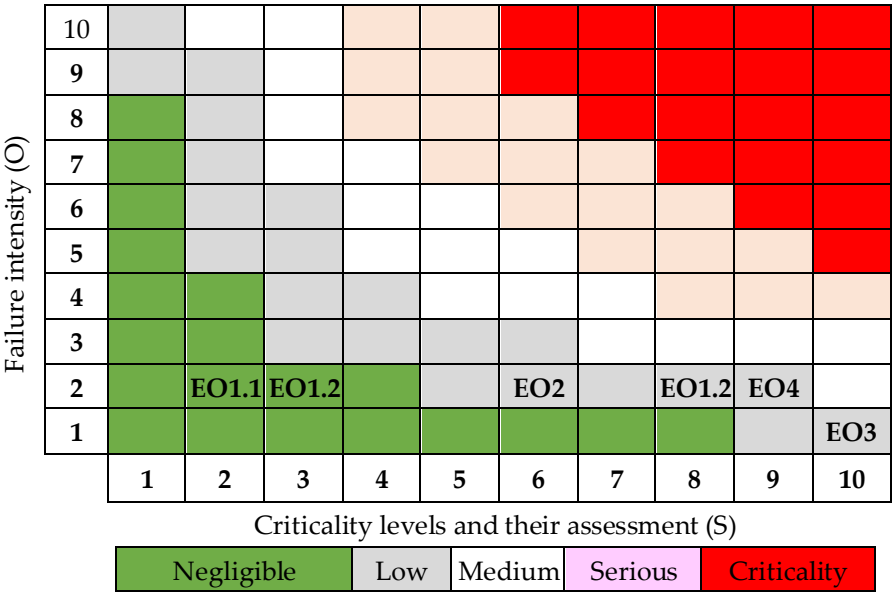 Failure intensity (O)
10
9
8
7
6
5
4
3
2 EO1.1 EO1.2 EO2 EO1.2 EO4
1 EO3
1 2 3 4 5 6 7 8 9 10
Criticality levels and their assessment (S)
Negligible Low Medium Serious Criticality